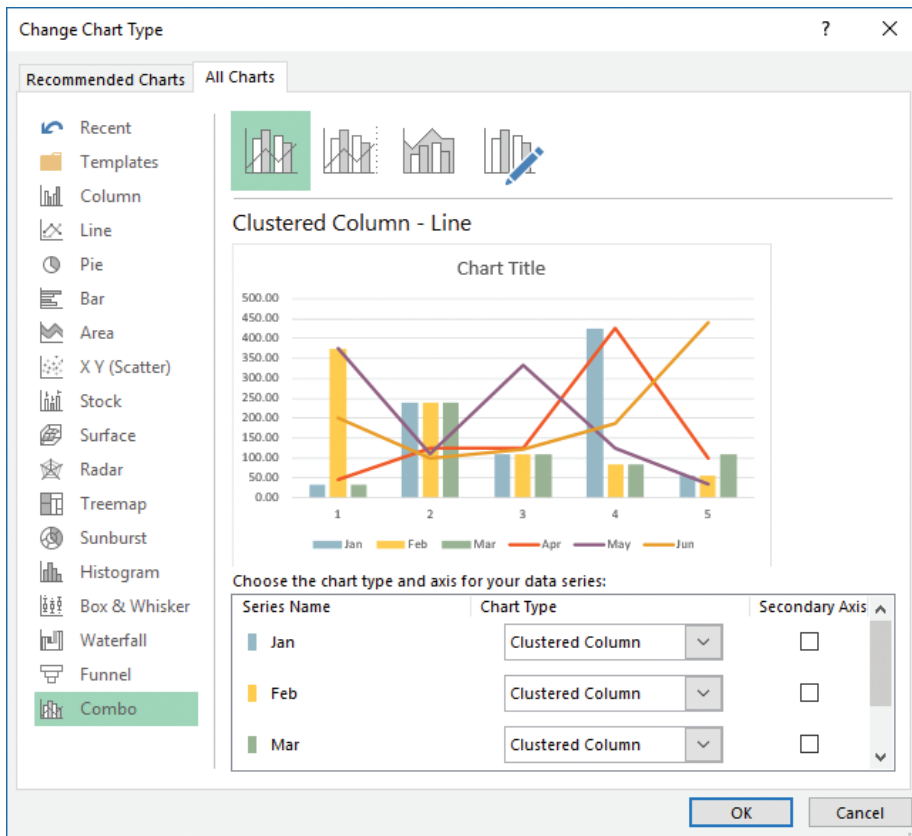 Change Chart Type
?
Recommended Charts
All Charts
Recent
Templates
Column
Line
Pie
Bar
Area
X Y (Scatter)
Stock
Surface
Radar
Treemap
Sunburst
Histogram
Box & Whisker
Waterfall
Funnel
Combo
Clustered Column - Line
Chart Title
500.00
450.00
400.00
350.00
300.00
250.00
200.00
150.00
100.00
50.00
0.00
1 2 3 4 5
Jan Feb Mar Apr May Jun
Choose the chart type and axis for your data series:
Series Name Chart Type Secondary Axis
Jan Clustered Column
Feb Clustered Column
Mar Clustered Column
OK Cancel